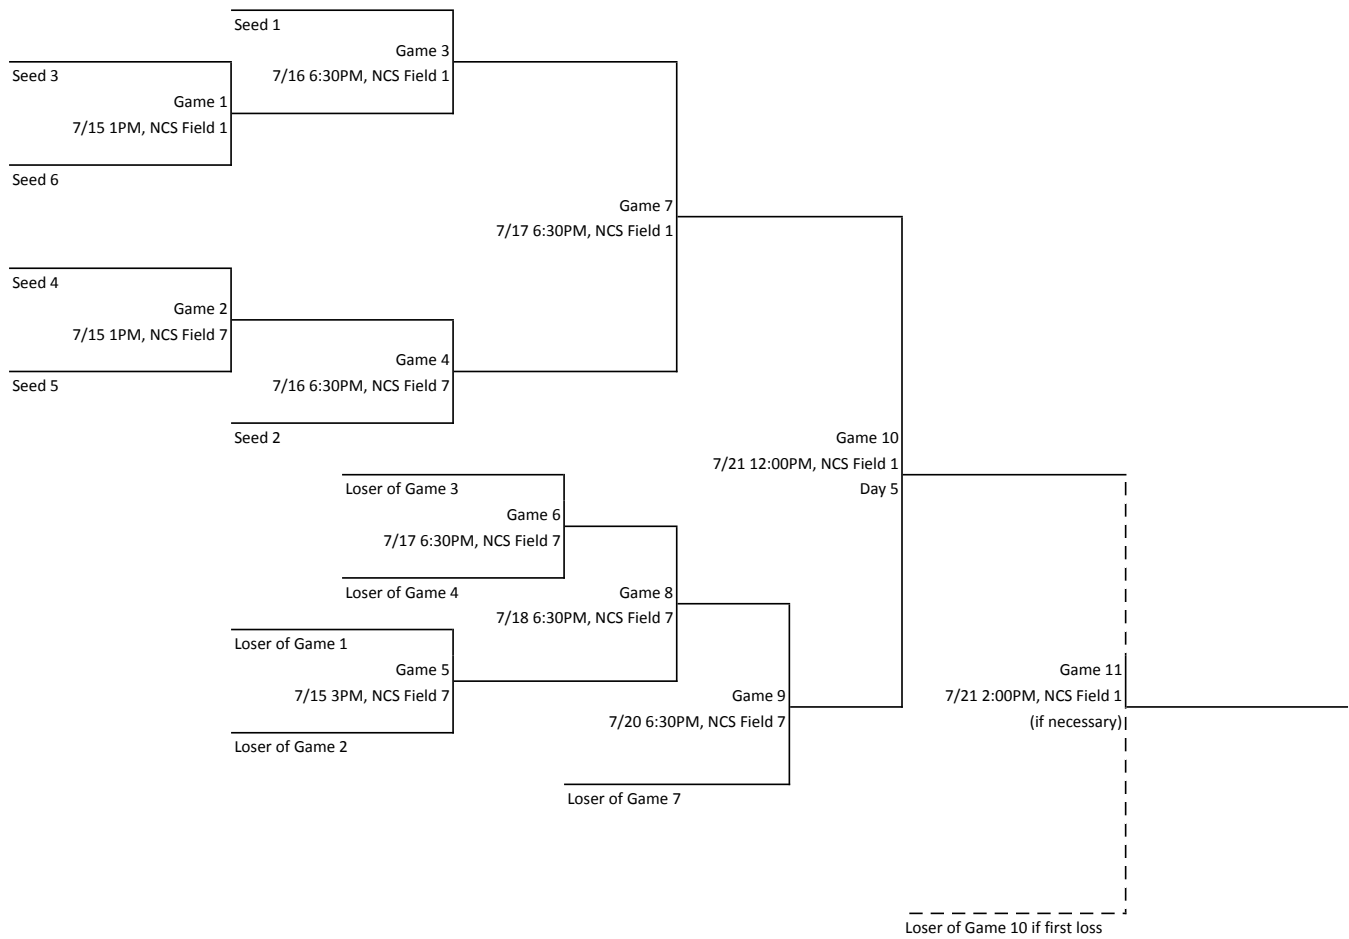 Seed 1
Game 3
7/16 6:30PM, NCS Field 1
Seed 3
Game 1
7/15 1PM, NCS Field 1
Seed 6
Game 7
7/17 6:30PM, NCS Field 1
Seed 4
Game 2
7/15 1PM, NCS Field 7
Seed 5
Game 4
7/16 6:30PM, NCS Field 7
Seed 2
Game 10
7/21 12:00PM, NCS Field 1
Day 5
Loser of Game 3
Game 6
7/17 6:30PM, NCS Field 7
Loser of Game 4
Game 8
7/18 6:30PM, NCS Field 7
Loser of Game 1
Game 5
7/15 3PM, NCS Field 7
Loser of Game 2
Game 9
7/20 6:30PM, NCS Field 7
Loser of Game 7
Game 11
7/21 2:00PM, NCS Field 1
(if necessary)
Loser of Game 10 if first loss